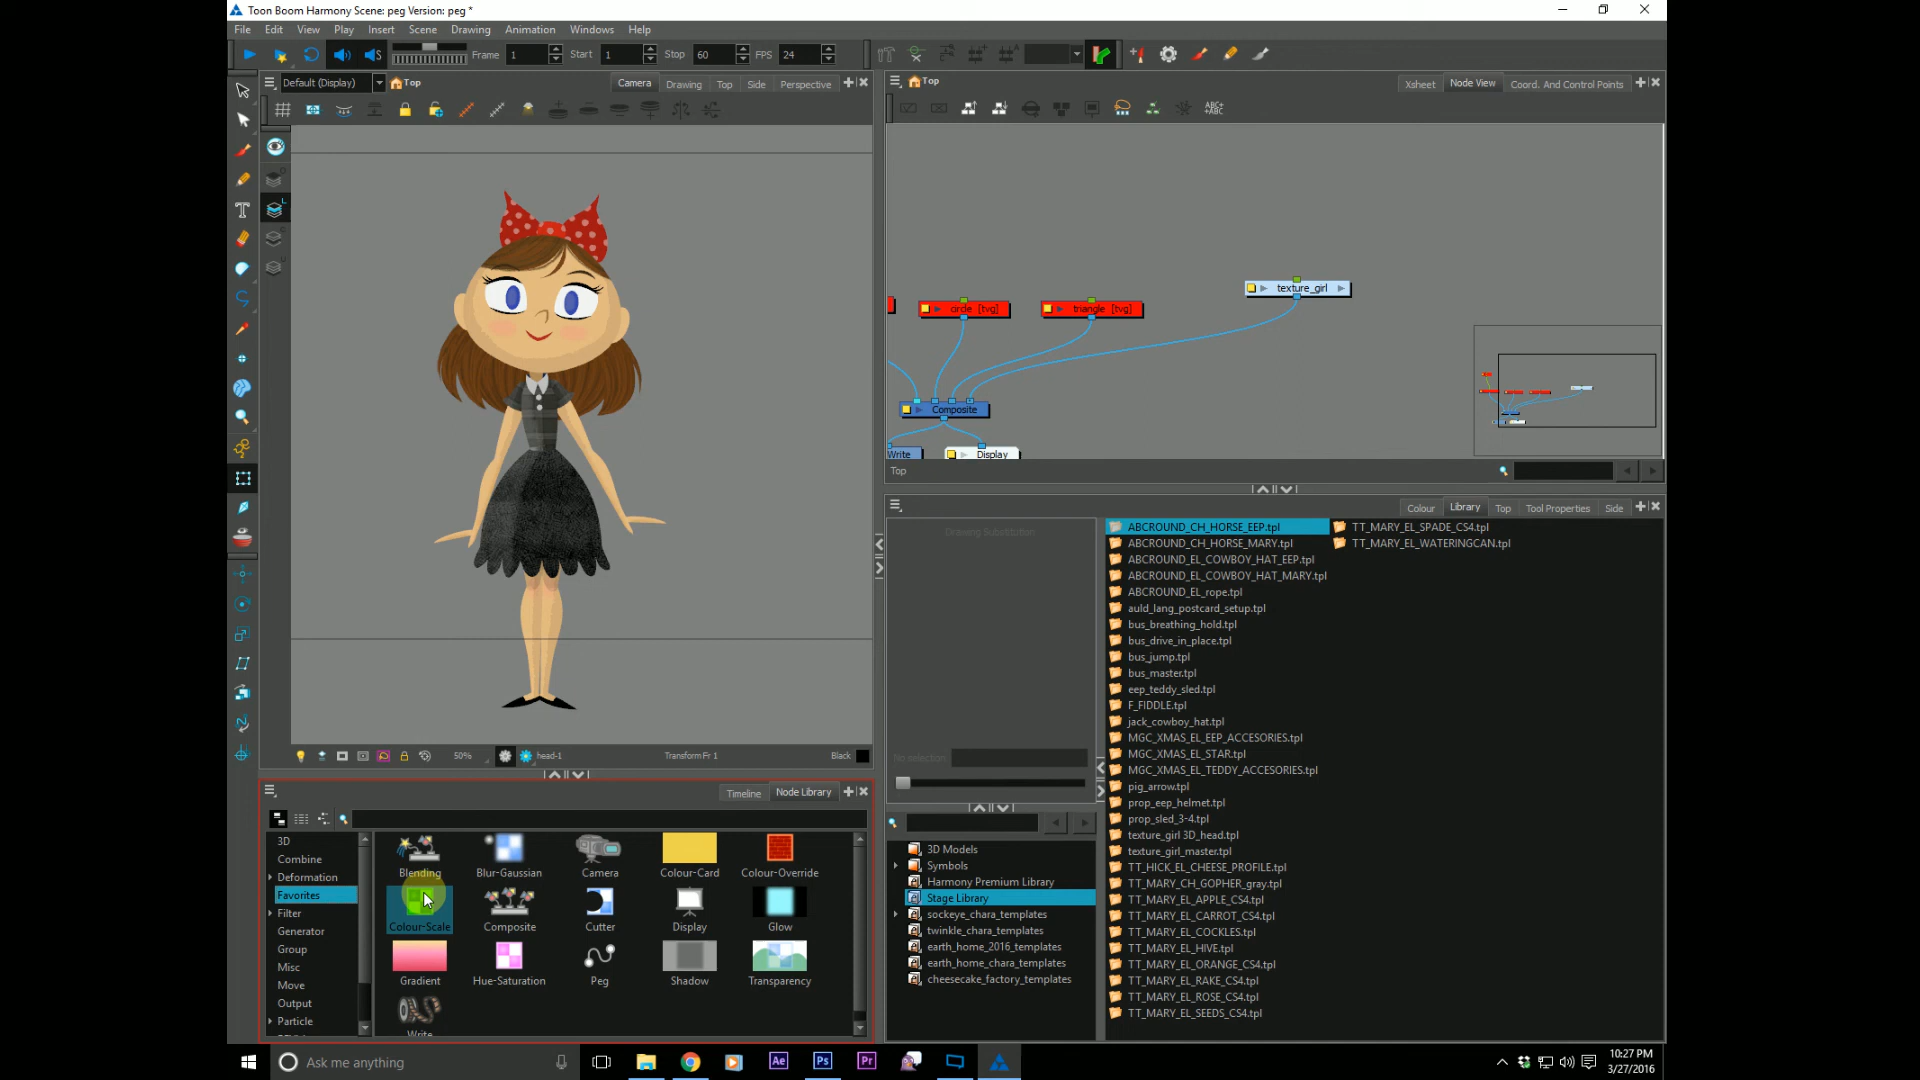 Toon Boom Harmony Scene: peg Version: peg *
File Edit View Play Insert Scene Drawing Animation Windows Help
Frame 1 Start 1 Stop 60 FPS 24
Default (Display) Top Camera Drawing Top Side Perspective
Top Xsheet Node View Coord. And Control Points
ABC+ABC
texture_girl
circle [tvg] triangle [tvg]
Composite
Write Display
Top
Colour Library Top Tool Properties Side
Drawing Substitution
No selection
ABCROUND_CH_HORSE_EEP.tpl
ABCROUND_CH_HORSE_MARY.tpl
ABCROUND_EL_COWBOY_HAT_EEP.tpl
ABCROUND_EL_COWBOY_HAT_MARY.tpl
ABCROUND_EL_rope.tpl
auld_lang_postcard_setup.tpl
bus_breathing_hold.tpl
bus_drive_in_place.tpl
bus_jump.tpl
bus_master.tpl
eep_teddy_sled.tpl
F_FIDDLE.tpl
jack_cowboy_hat.tpl
MGC_XMAS_EL_EEP_ACCESORIES.tpl
MGC_XMAS_EL_STAR.tpl
MGC_XMAS_EL_TEDDY_ACCESORIES.tpl
pig_arrow.tpl
prop_eep_helmet.tpl
prop_sled_3-4.tpl
texture_girl 3D_head.tpl
texture_girl_master.tpl
TT_HICK_EL_CHEESE_PROFILE.tpl
TT_MARY_CH_GOPHER_gray.tpl
TT_MARY_EL_APPLE_CS4.tpl
TT_MARY_EL_CARROT_CS4.tpl
TT_MARY_EL_COCKLES.tpl
TT_MARY_EL_HIVE.tpl
TT_MARY_EL_ORANGE_CS4.tpl
TT_MARY_EL_RAKE_CS4.tpl
TT_MARY_EL_ROSE_CS4.tpl
TT_MARY_EL_SEEDS_CS4.tpl
TT_MARY_EL_SPADE_CS4.tpl
TT_MARY_EL_WATERINGCAN.tpl
3D Models
Symbols
Harmony Premium Library
Stage Library
sockeye_chara_templates
twinkle_chara_templates
earth_home_2016_templates
earth_home_chara_templates
cheesecake_factory_templates
50% head-1 Transform Fr 1 Black
Timeline Node Library
3D
Combine
Deformation
Favorites
Filter
Generator
Group
Misc
Move
Output
Particle
Blending Blur-Gaussian Camera Colour-Card Colour-Override
Colour-Scale Composite Cutter Display Glow
Gradient Hue-Saturation Peg Shadow Transparency
Write
Ask me anything
Ae Ps Pr
10:27 PM
3/27/2016